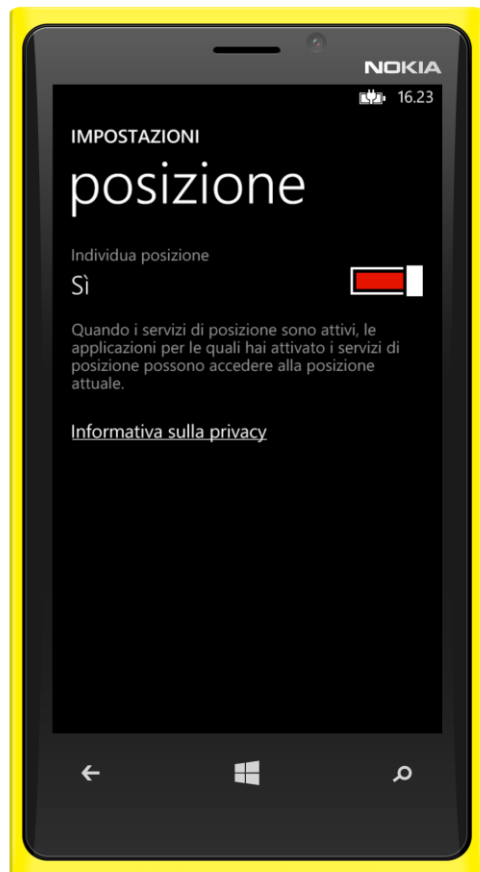 NOKIA
16.23
IMPOSTAZIONI
posizione
Individua posizione
Sì
Quando i servizi di posizione sono attivi, le
applicazioni per le quali hai attivato i servizi di
posizione possono accedere alla posizione
attuale.
Informativa sulla privacy